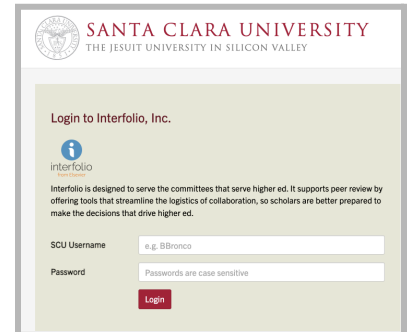 SANTA CLARA UNIVERSITY
THE JESUIT UNIVERSITY IN SILICON VALLEY
Login to Interfolio, Inc.
interfolio
from Elsevier
Interfolio is designed to serve the committees that serve higher ed. It supports peer review by
offering tools that streamline the logistics of collaboration, so scholars are better prepared to
make the decisions that drive higher ed.
SCU Username
e.g. BBronco
Password
Passwords are case sensitive
Login